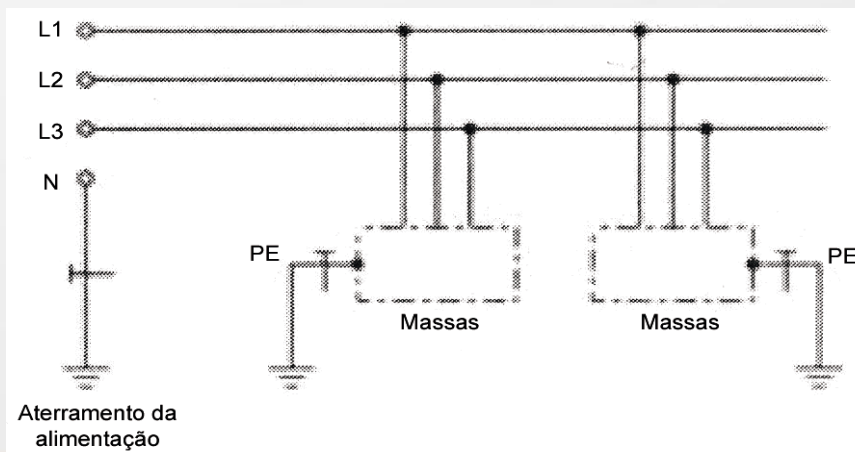 L1
L2
L3
N
PE
PE
Massas
Massas
Aterramento da
alimentação